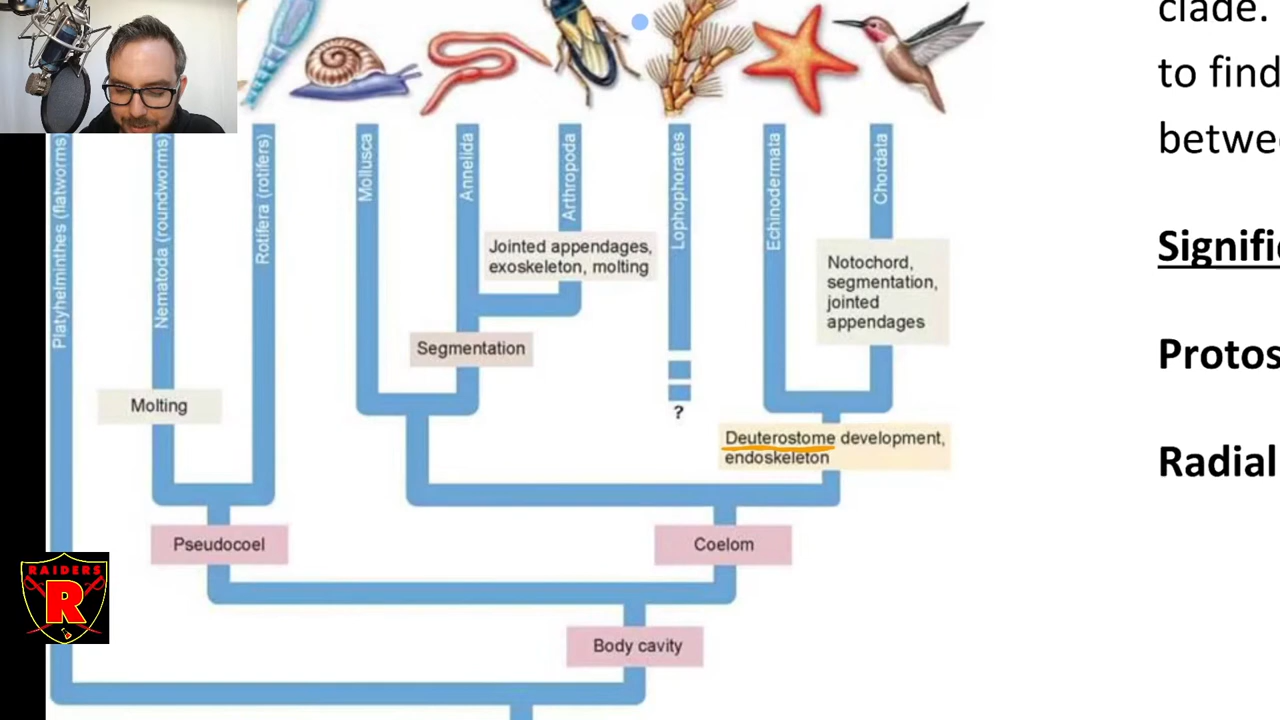 clade.
to find
betwe
Signifi
Protos
Radial
Platyhelminthes (flatworms)
Nematoda (roundworms)
Rotifera (rotifers)
Mollusca
Annelida
Arthropoda
Lophophorates
Echinodermata
Chordata
Jointed appendages,
exoskeleton, molting
Notochord,
segmentation,
jointed
appendages
Segmentation
Molting
?
Deuterostome development,
endoskeleton
Pseudocoel
Coelom
Body cavity
RAIDERS
R